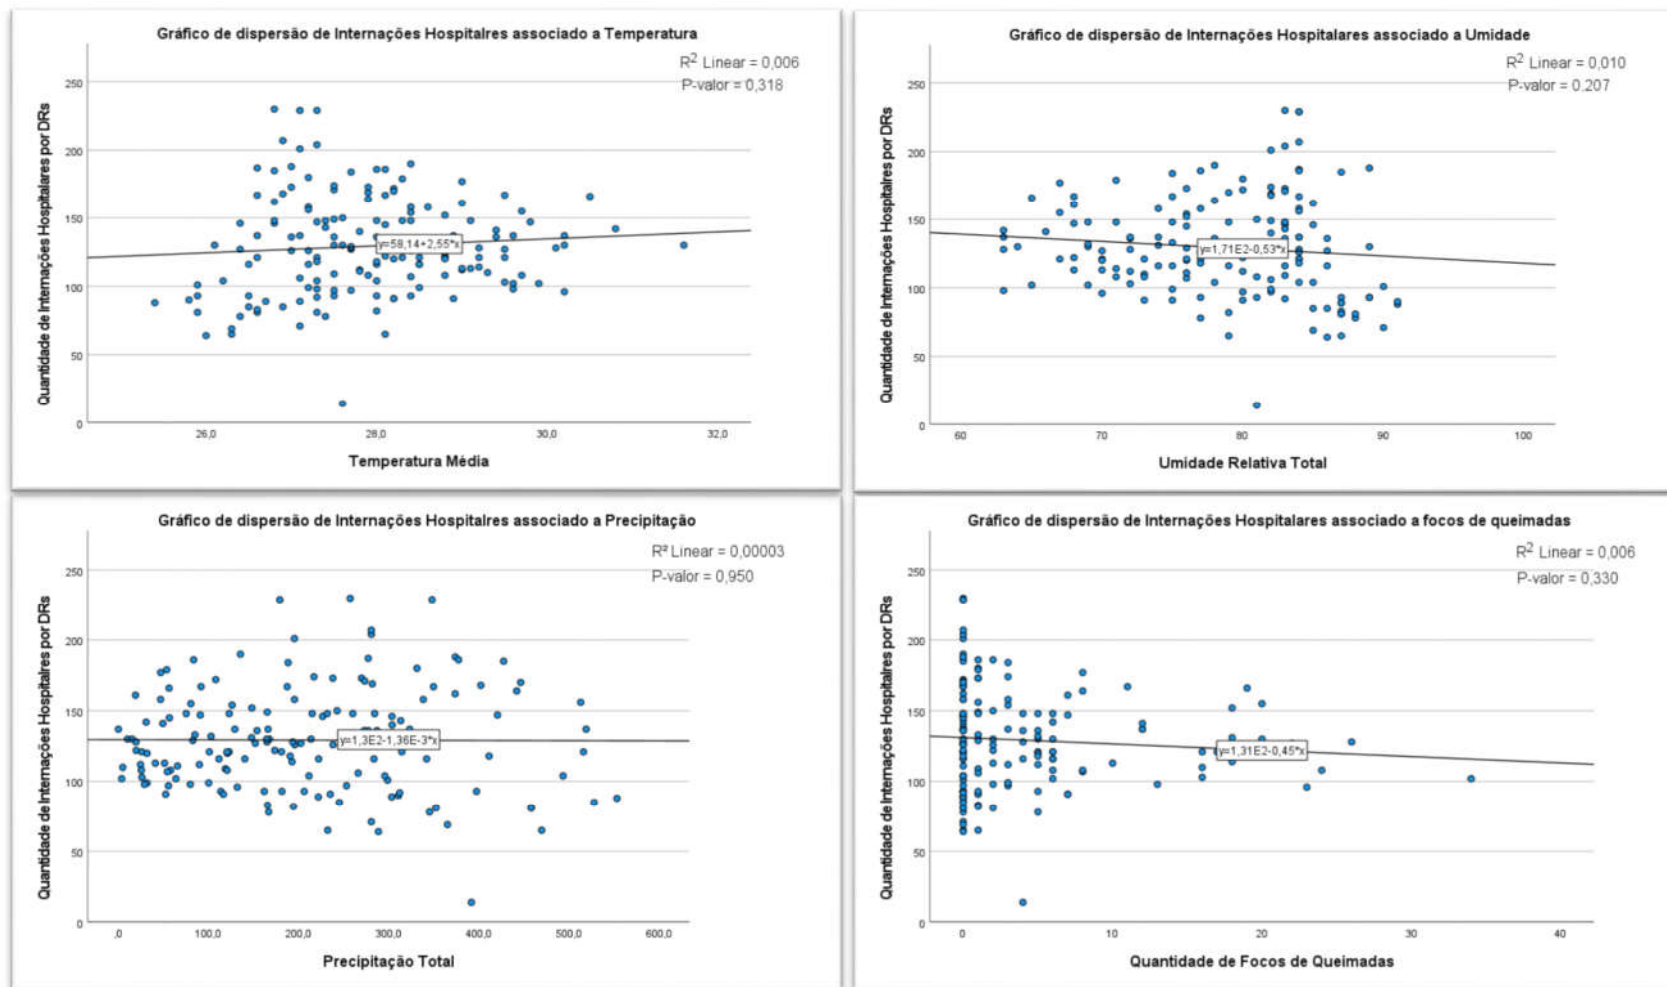 Gráfico de dispersão de Internações Hospitalres associado a Temperatura
R² Linear = 0,006
P-valor = 0,318
Quantidade de Internações Hospitalares por DRs
250
200
150
100
50
0
y=58,14+2,55*x
26,0 28,0 30,0 32,0
Temperatura Média
Gráfico de dispersão de Internações Hospitalares associado a Umidade
R² Linear = 0,010
P-valor = 0.207
Quantidade de Internações Hospitalares por DRs
250
200
150
100
50
0
y=1,71E2-0,53*x
60 70 80 90 100
Umidade Relativa Total
Gráfico de dispersão de Internações Hospitalres associado a Precipitação
R² Linear = 0,00003
P-valor = 0,950
Quantidade de Internações Hospitalares por DRs
250
200
150
100
50
0
y=1,3E2-1,36E-3*x
,0 100,0 200,0 300,0 400,0 500,0 600,0
Precipitação Total
Gráfico de dispersão de Internações Hospitalares associado a focos de queimadas
R² Linear = 0,006
P-valor = 0,330
Quantidade de Internações Hospitalares por DRs
250
200
150
100
50
0
y=1,31E2-0,45*x
0 10 20 30 40
Quantidade de Focos de Queimadas